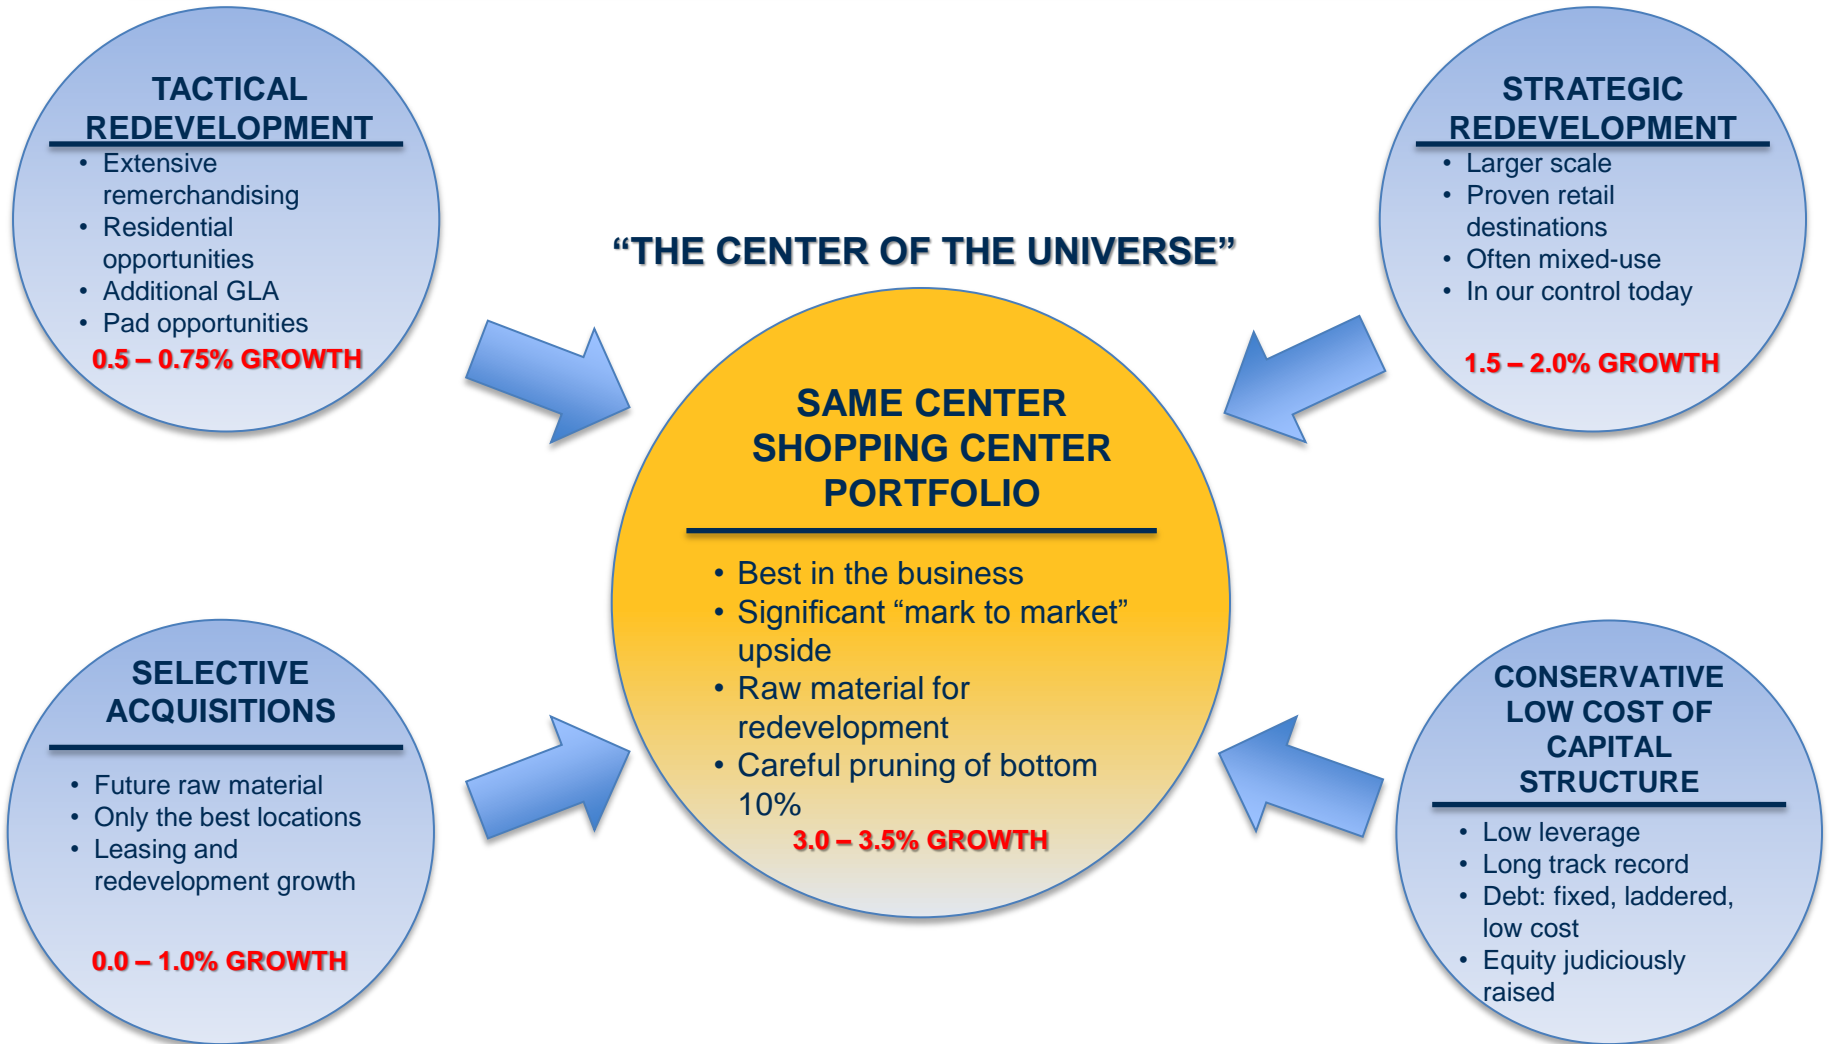 TACTICAL
REDEVELOPMENT
• Extensive
remerchandising
• Residential
opportunities
• Additional GLA
• Pad opportunities
0.5 – 0.75% GROWTH
STRATEGIC
REDEVELOPMENT
• Larger scale
• Proven retail
destinations
• Often mixed-use
• In our control today
1.5 – 2.0% GROWTH
“THE CENTER OF THE UNIVERSE”
SAME CENTER
SHOPPING CENTER
PORTFOLIO
• Best in the business
• Significant “mark to market”
upside
• Raw material for
redevelopment
• Careful pruning of bottom
10%
3.0 – 3.5% GROWTH
SELECTIVE
ACQUISITIONS
• Future raw material
• Only the best locations
• Leasing and
redevelopment growth
0.0 – 1.0% GROWTH
CONSERVATIVE
LOW COST OF
CAPITAL
STRUCTURE
• Low leverage
• Long track record
• Debt: fixed, laddered,
low cost
• Equity judiciously
raised